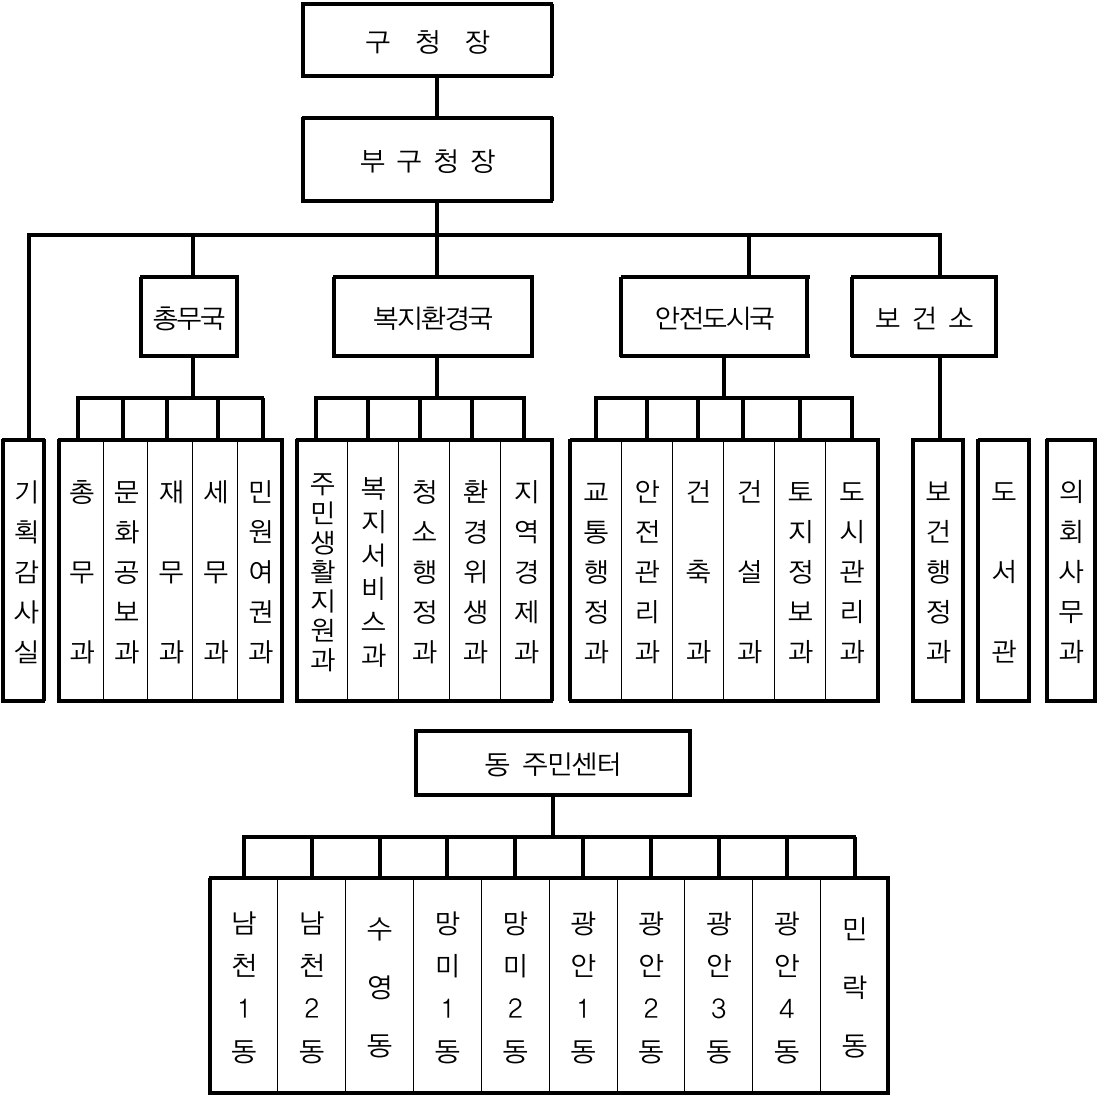 구 청 장
부 구 청 장
총무국
복지환경국
안전도시국
보 건 소
기획감사실
총무과
문화공보과
재무과
세무과
민원여권과
주민생활지원과
복지서비스과
청소행정과
환경위생과
지역경제과
교통행정과
안전관리과
건축과
건설과
토지정보과
도시관리과
보건행정과
도서관
의회사무과
동 주민센터
남천1동
남천2동
수영동
망미1동
망미2동
광안1동
광안2동
광안3동
광안4동
민락동